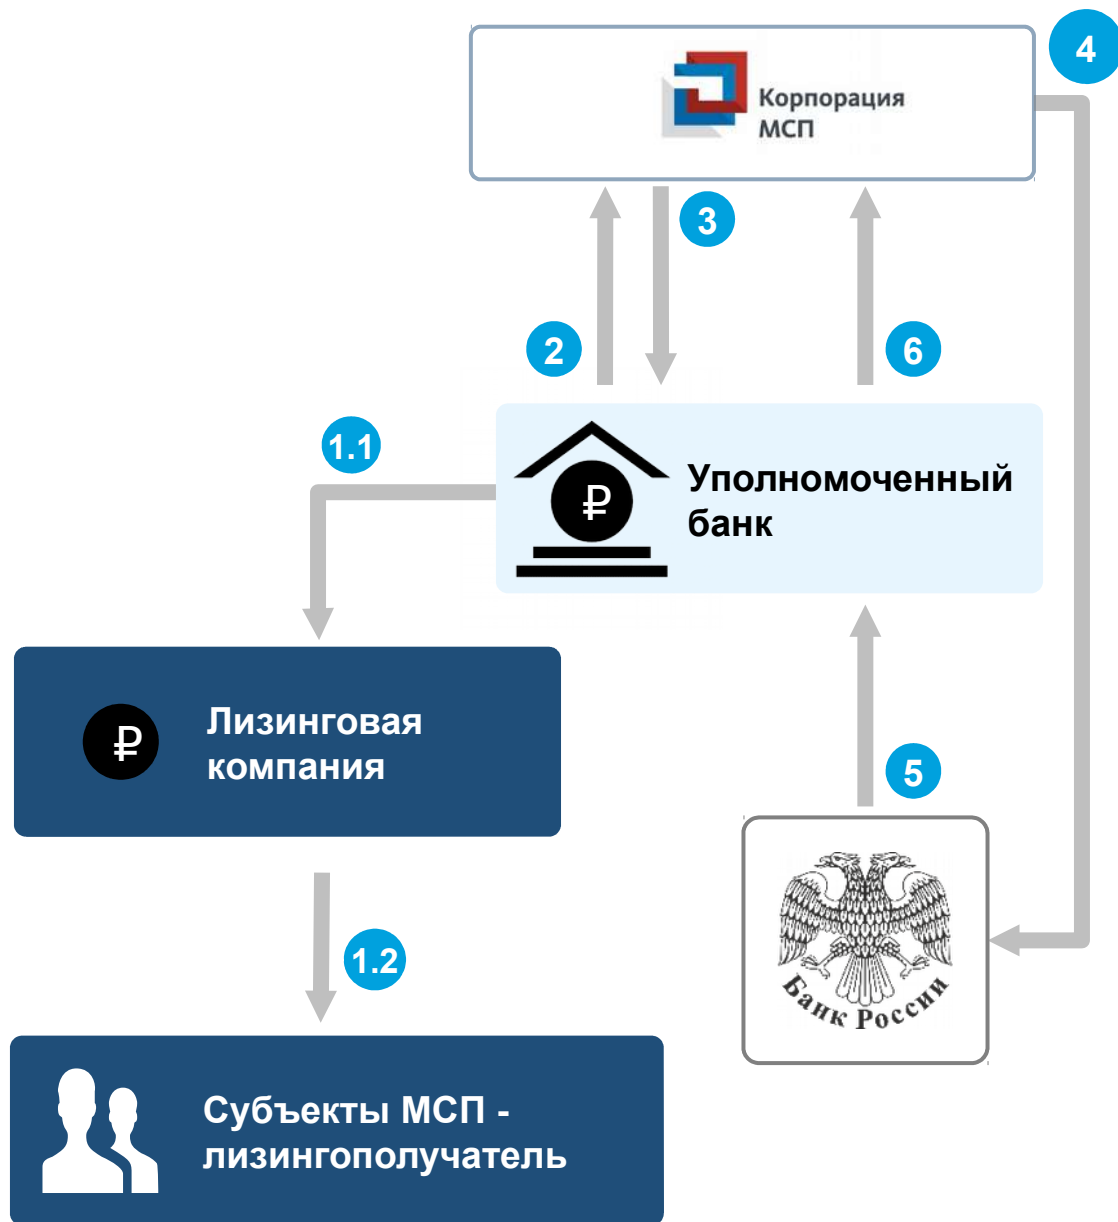 4
Корпорация
МСП
3
2
6
1.1
₽
Уполномоченный
банк
₽
Лизинговая
компания
5
1.2
Банк России
Субъекты МСП -
лизингополучатель